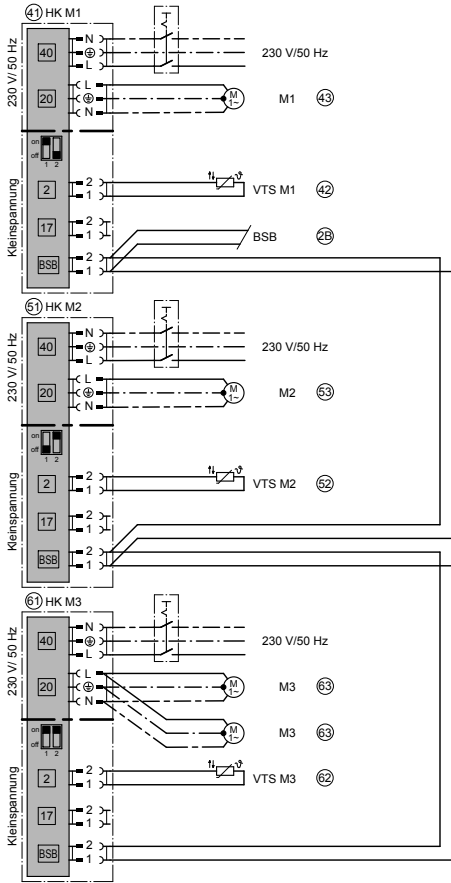 41 HK M1
230 V/ 50 Hz
40 N
L
230 V/50 Hz
20 L
N
M 1~
M1 43
on
off
1 2
Kleinspannung
2 2
1
VTS M1 42
17 2
1
BSB 2B
BSB 2
1
51 HK M2
230 V/ 50 Hz
40 N
L
230 V/50 Hz
20 L
N
M 1~
M2 53
on
off
1 2
Kleinspannung
2 2
1
VTS M2 52
17 2
1
BSB 2
1
61 HK M3
230 V/ 50 Hz
40 N
L
230 V/50 Hz
20 L
N
M 1~
M3 63
M 1~
M3 63
on
off
1 2
Kleinspannung
2 2
1
VTS M3 62
17 2
1
BSB 2
1